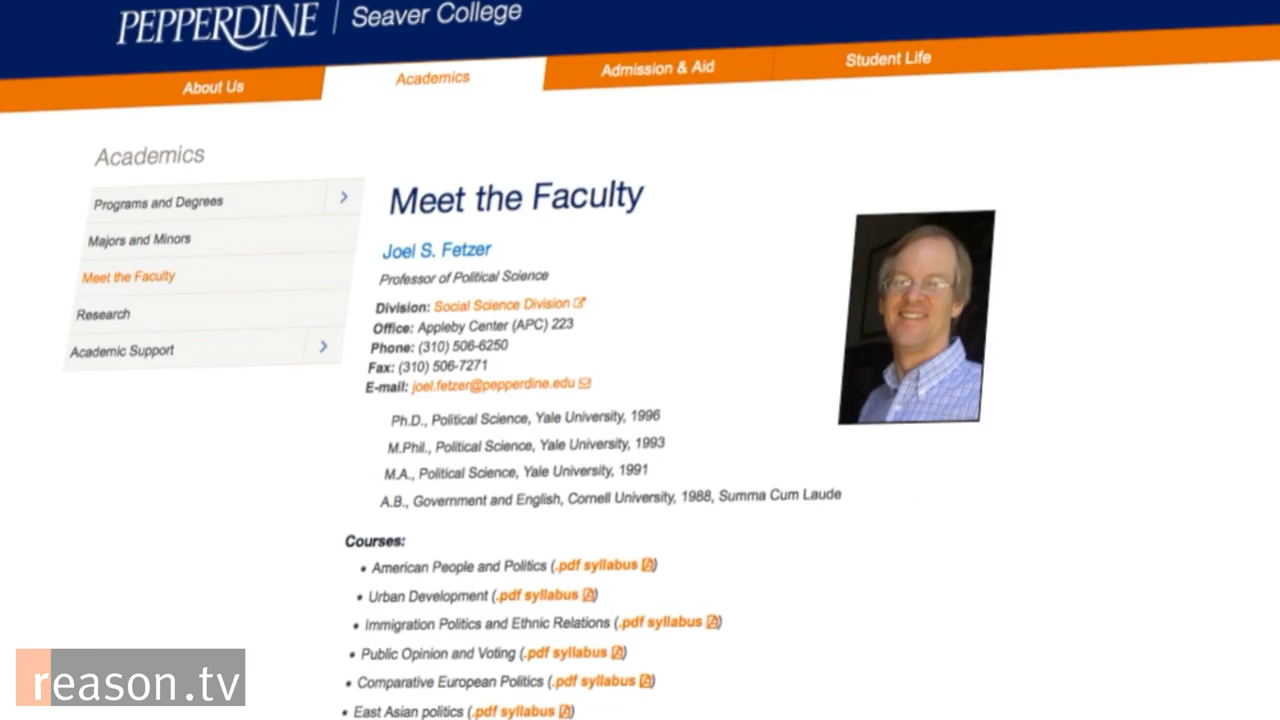 PEPPERDINE | Seaver College
About Us
Academics
Admission & Aid
Student Life
Academics
Programs and Degrees
Majors and Minors
Meet the Faculty
Research
Academic Support
Meet the Faculty
Joel S. Fetzer
Professor of Political Science
Division: Social Science Division
Office: Appleby Center (APC) 223
Phone: (310) 506-6250
Fax: (310) 506-7271
E-mail: joel.fetzer@pepperdine.edu
Ph.D., Political Science, Yale University, 1996
M.Phil., Political Science, Yale University, 1993
M.A., Political Science, Yale University, 1991
A.B., Government and English, Cornell University, 1988, Summa Cum Laude
Courses:
• American People and Politics (.pdf syllabus)
• Urban Development (.pdf syllabus)
• Immigration Politics and Ethnic Relations (.pdf syllabus)
• Public Opinion and Voting (.pdf syllabus)
• Comparative European Politics (.pdf syllabus)
• East Asian politics (.pdf syllabus)
reason.tv